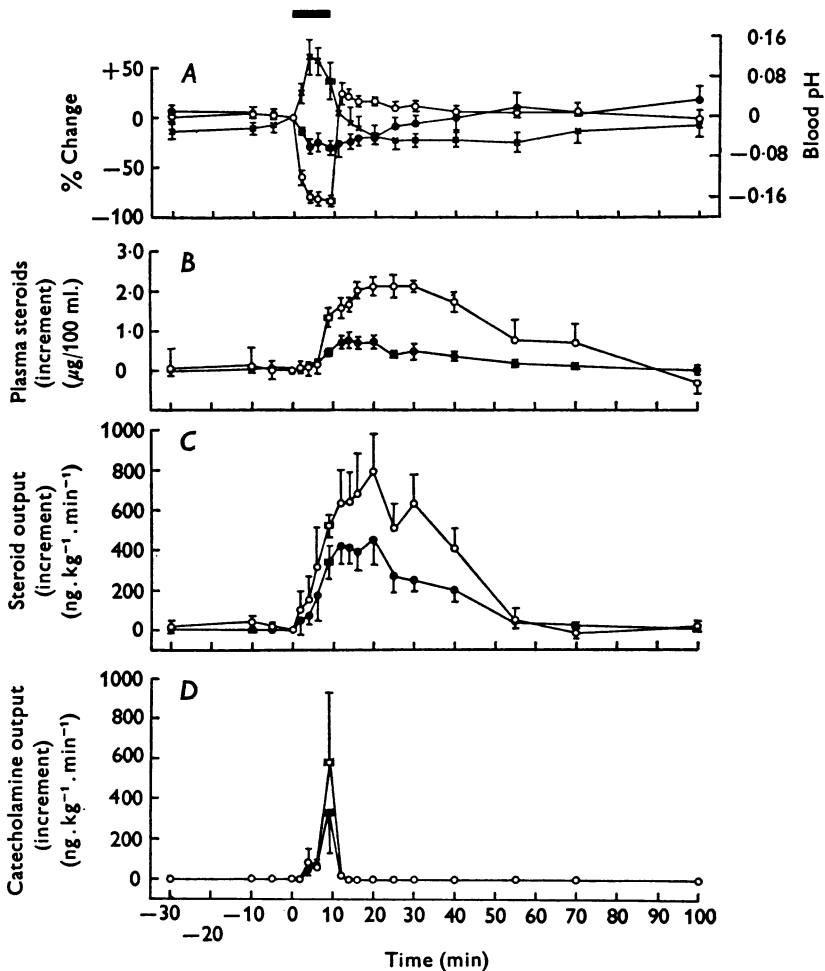 A
+50
0
−50
−100
% Change
0·16
0·08
0
−0·08
−0·16
Blood pH
B
3·0
2·0
1·0
0
Plasma steroids
(increment)
(µg/100 ml.)
C
1000
800
600
400
200
0
Steroid output
(increment)
(ng. kg⁻¹. min⁻¹)
D
1000
800
600
400
200
0
Catecholamine output
(increment)
(ng. kg⁻¹. min⁻¹)
−30 −10 0 10 20 30 40 50 60 70 80 90 100
−20
Time (min)